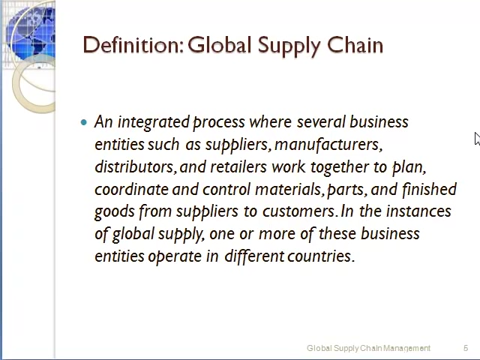 Definition: Global Supply Chain
An integrated process where several business
entities such as suppliers, manufacturers,
distributors, and retailers work together to plan,
coordinate and control materials, parts, and finished
goods from suppliers to customers. In the instances
of global supply, one or more of these business
entities operate in different countries.
Global Supply Chain Management 5